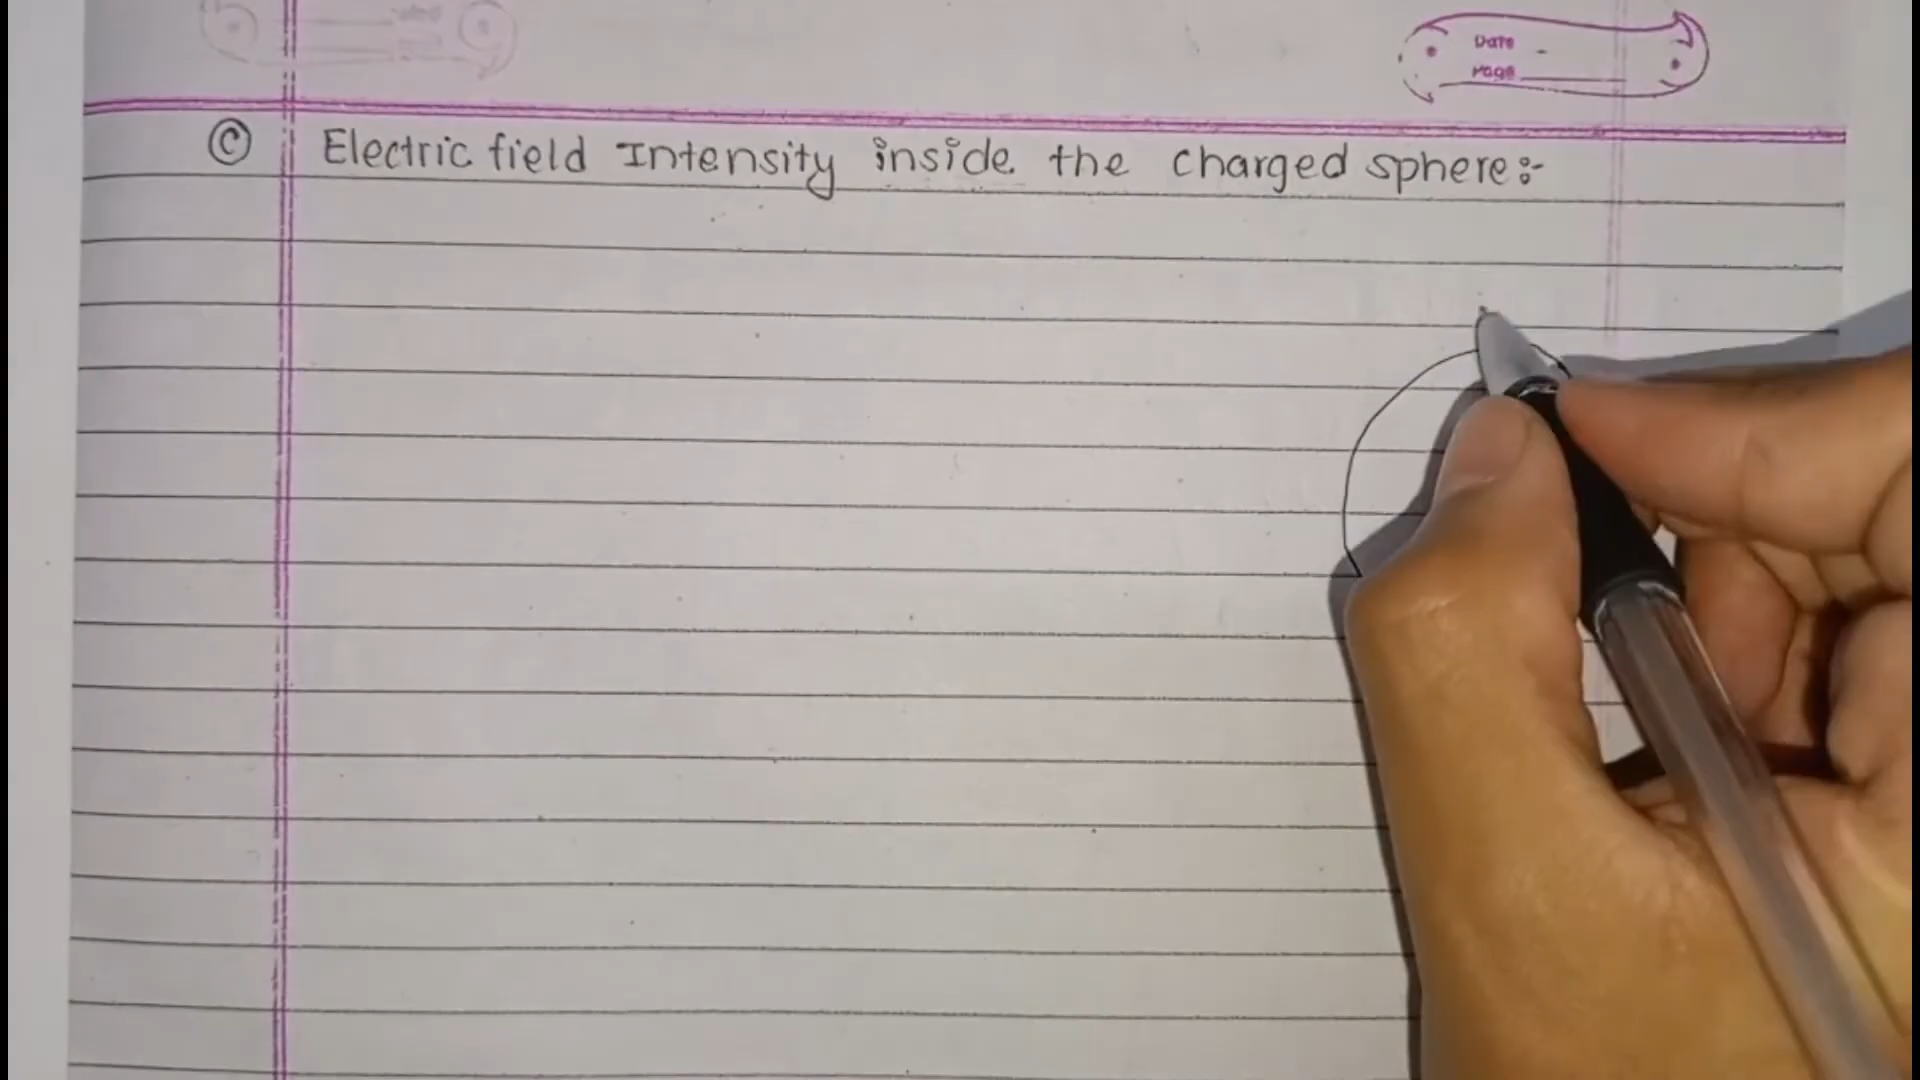 Date
Page
© Electric field Intensity inside the charged sphere:-